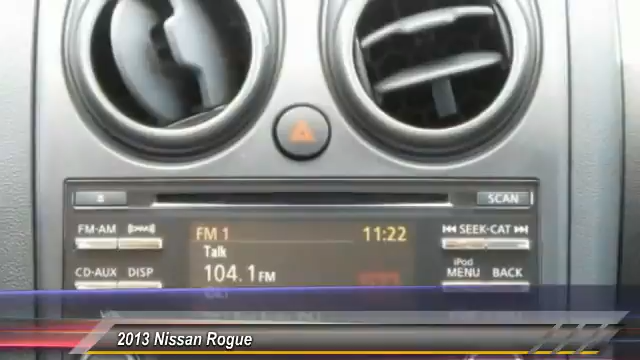 SCAN
FM-AM
SEEK-CAT
FM 1
11:22
Talk
104.1 FM
iPod
CD-AUX DISP
MENU BACK
2013 Nissan Rogue